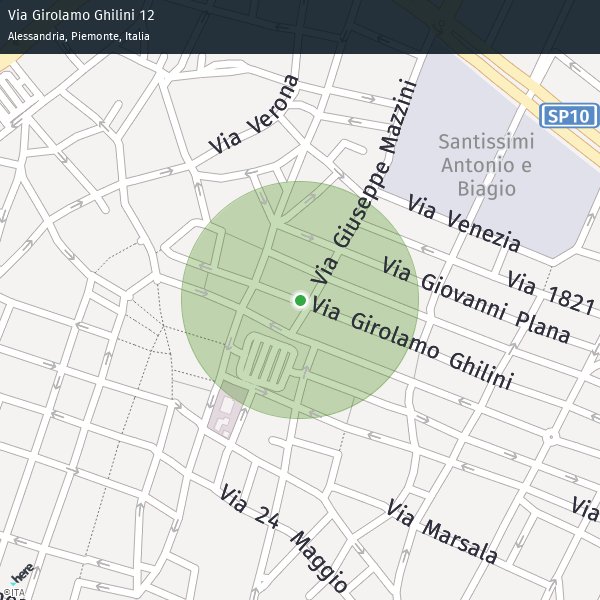 Via Girolamo Ghilini 12
Alessandria, Piemonte, Italia
Via Verona
Via Giuseppe Mazzini
SP10
Santissimi
Antonio e
Biagio
Via Venezia
Via Giovanni Plana
Via 1821
Via Girolamo Ghilini
Via 24 Maggio
Via Marsala
Via
here
©ITA